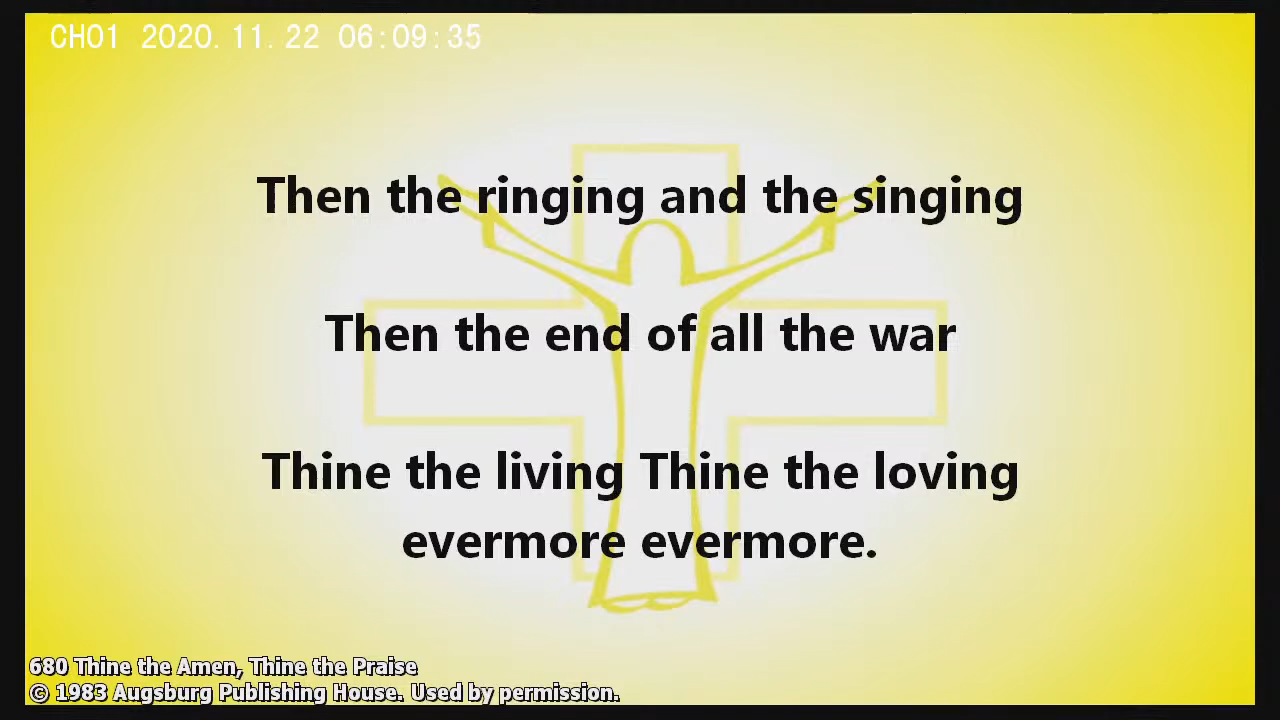 CH01 2020.11.22 06:09:35
Then the ringing and the singing
Then the end of all the war
Thine the living Thine the loving
evermore evermore.
680 Thine the Amen, Thine the Praise
© 1983 Augsburg Publishing House. Used by permission.